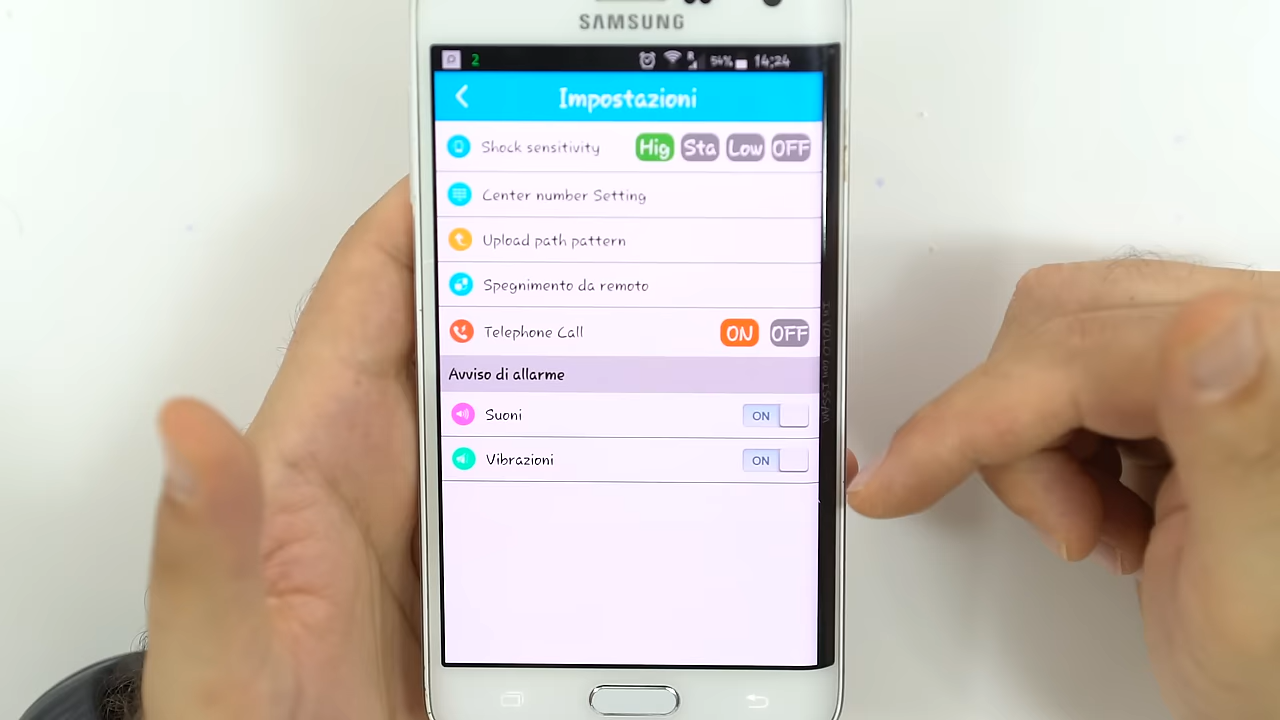 SAMSUNG
2 54% 14:24
Impostazioni
Shock sensitivity Hig Sta Low OFF
Center number Setting
Upload path pattern
Spegnimento da remoto
Telephone Call ON OFF
Avviso di allarme
Suoni ON
Vibrazioni ON